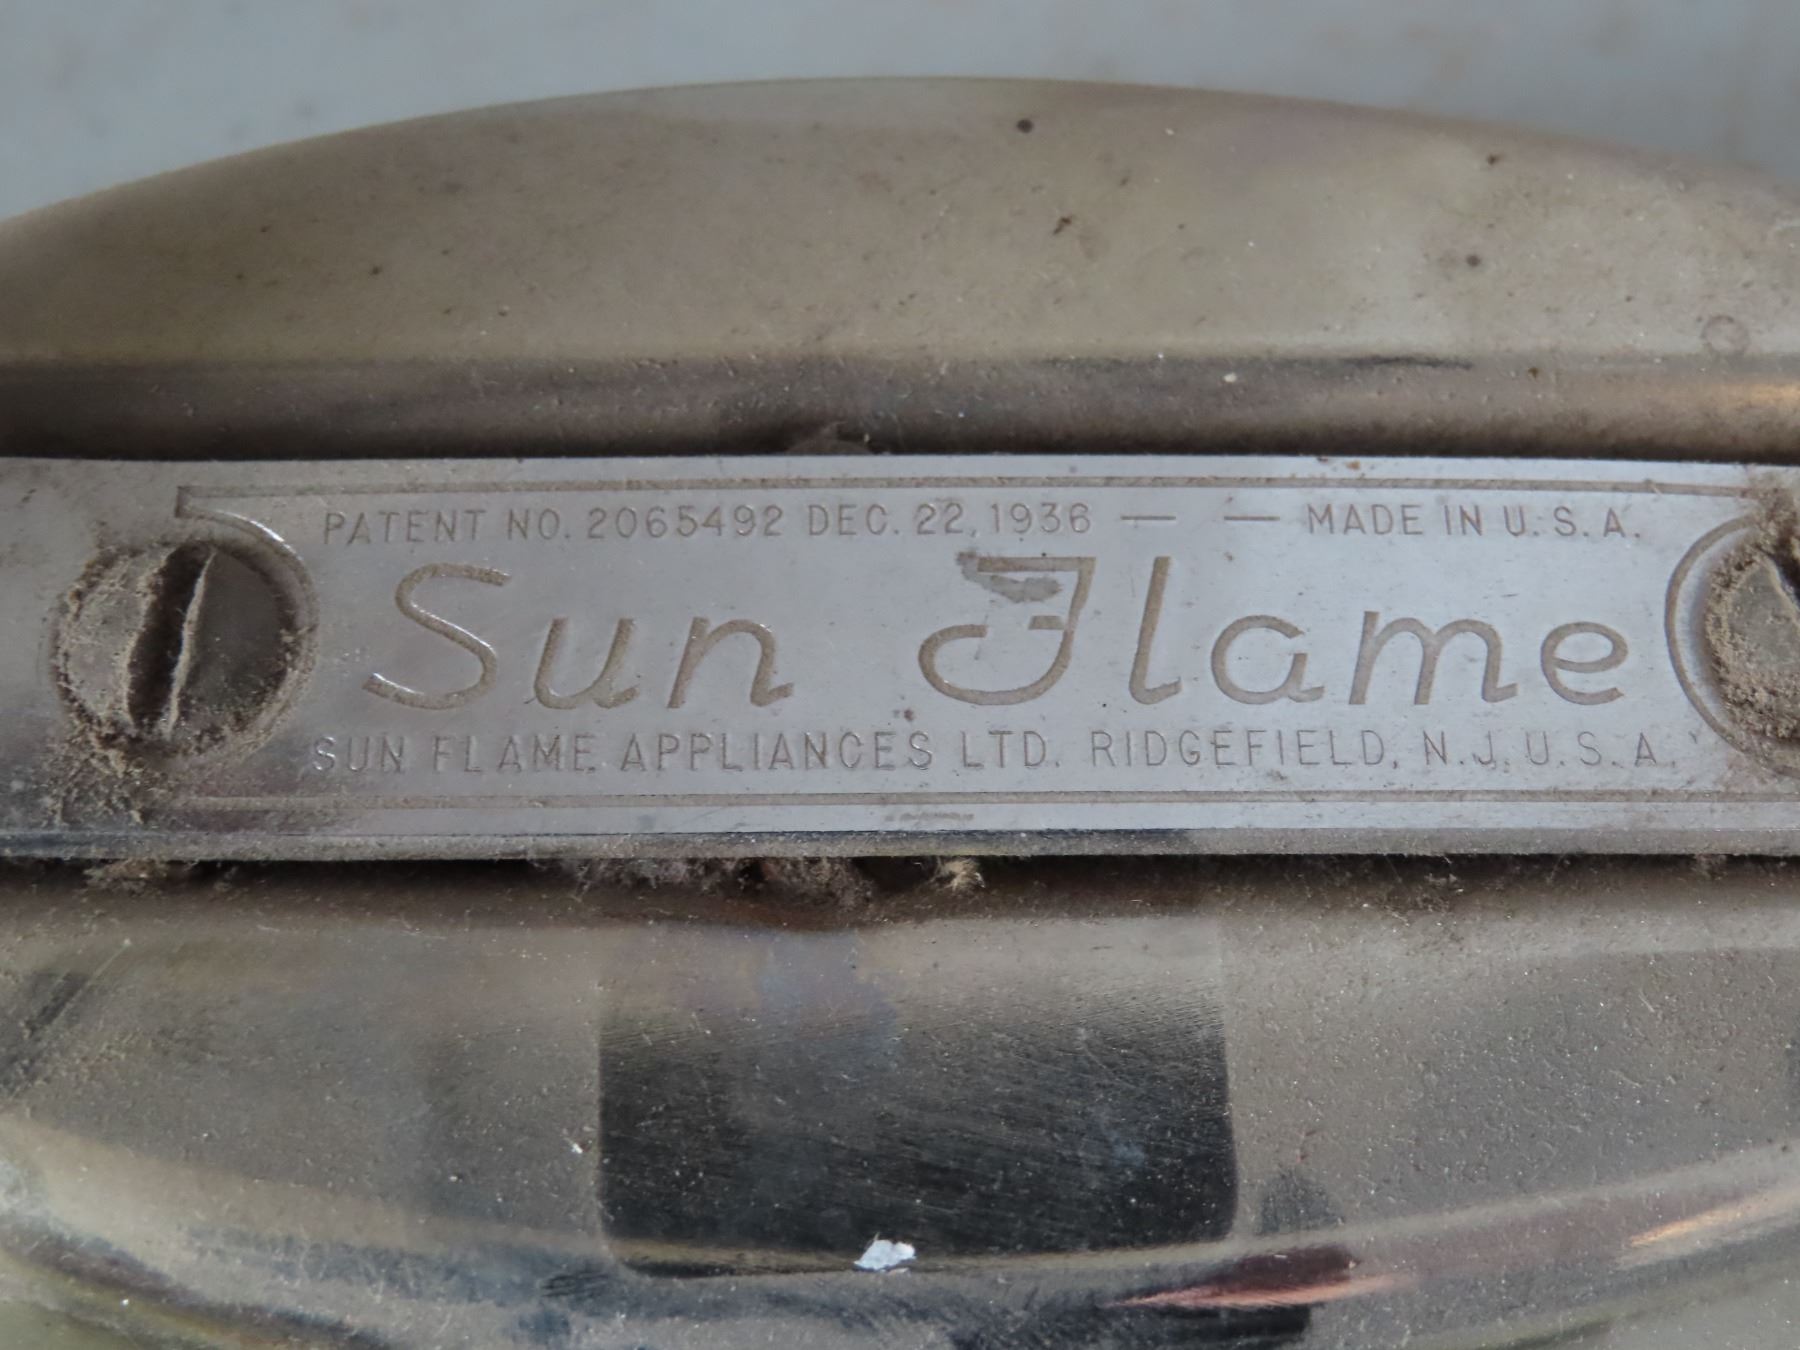 PATENT NO. 2065492 DEC. 22, 1936 — — MADE IN U.S.A.
Sun Flame
SUN FLAME APPLIANCES LTD. RIDGEFIELD, N.J. U.S.A.